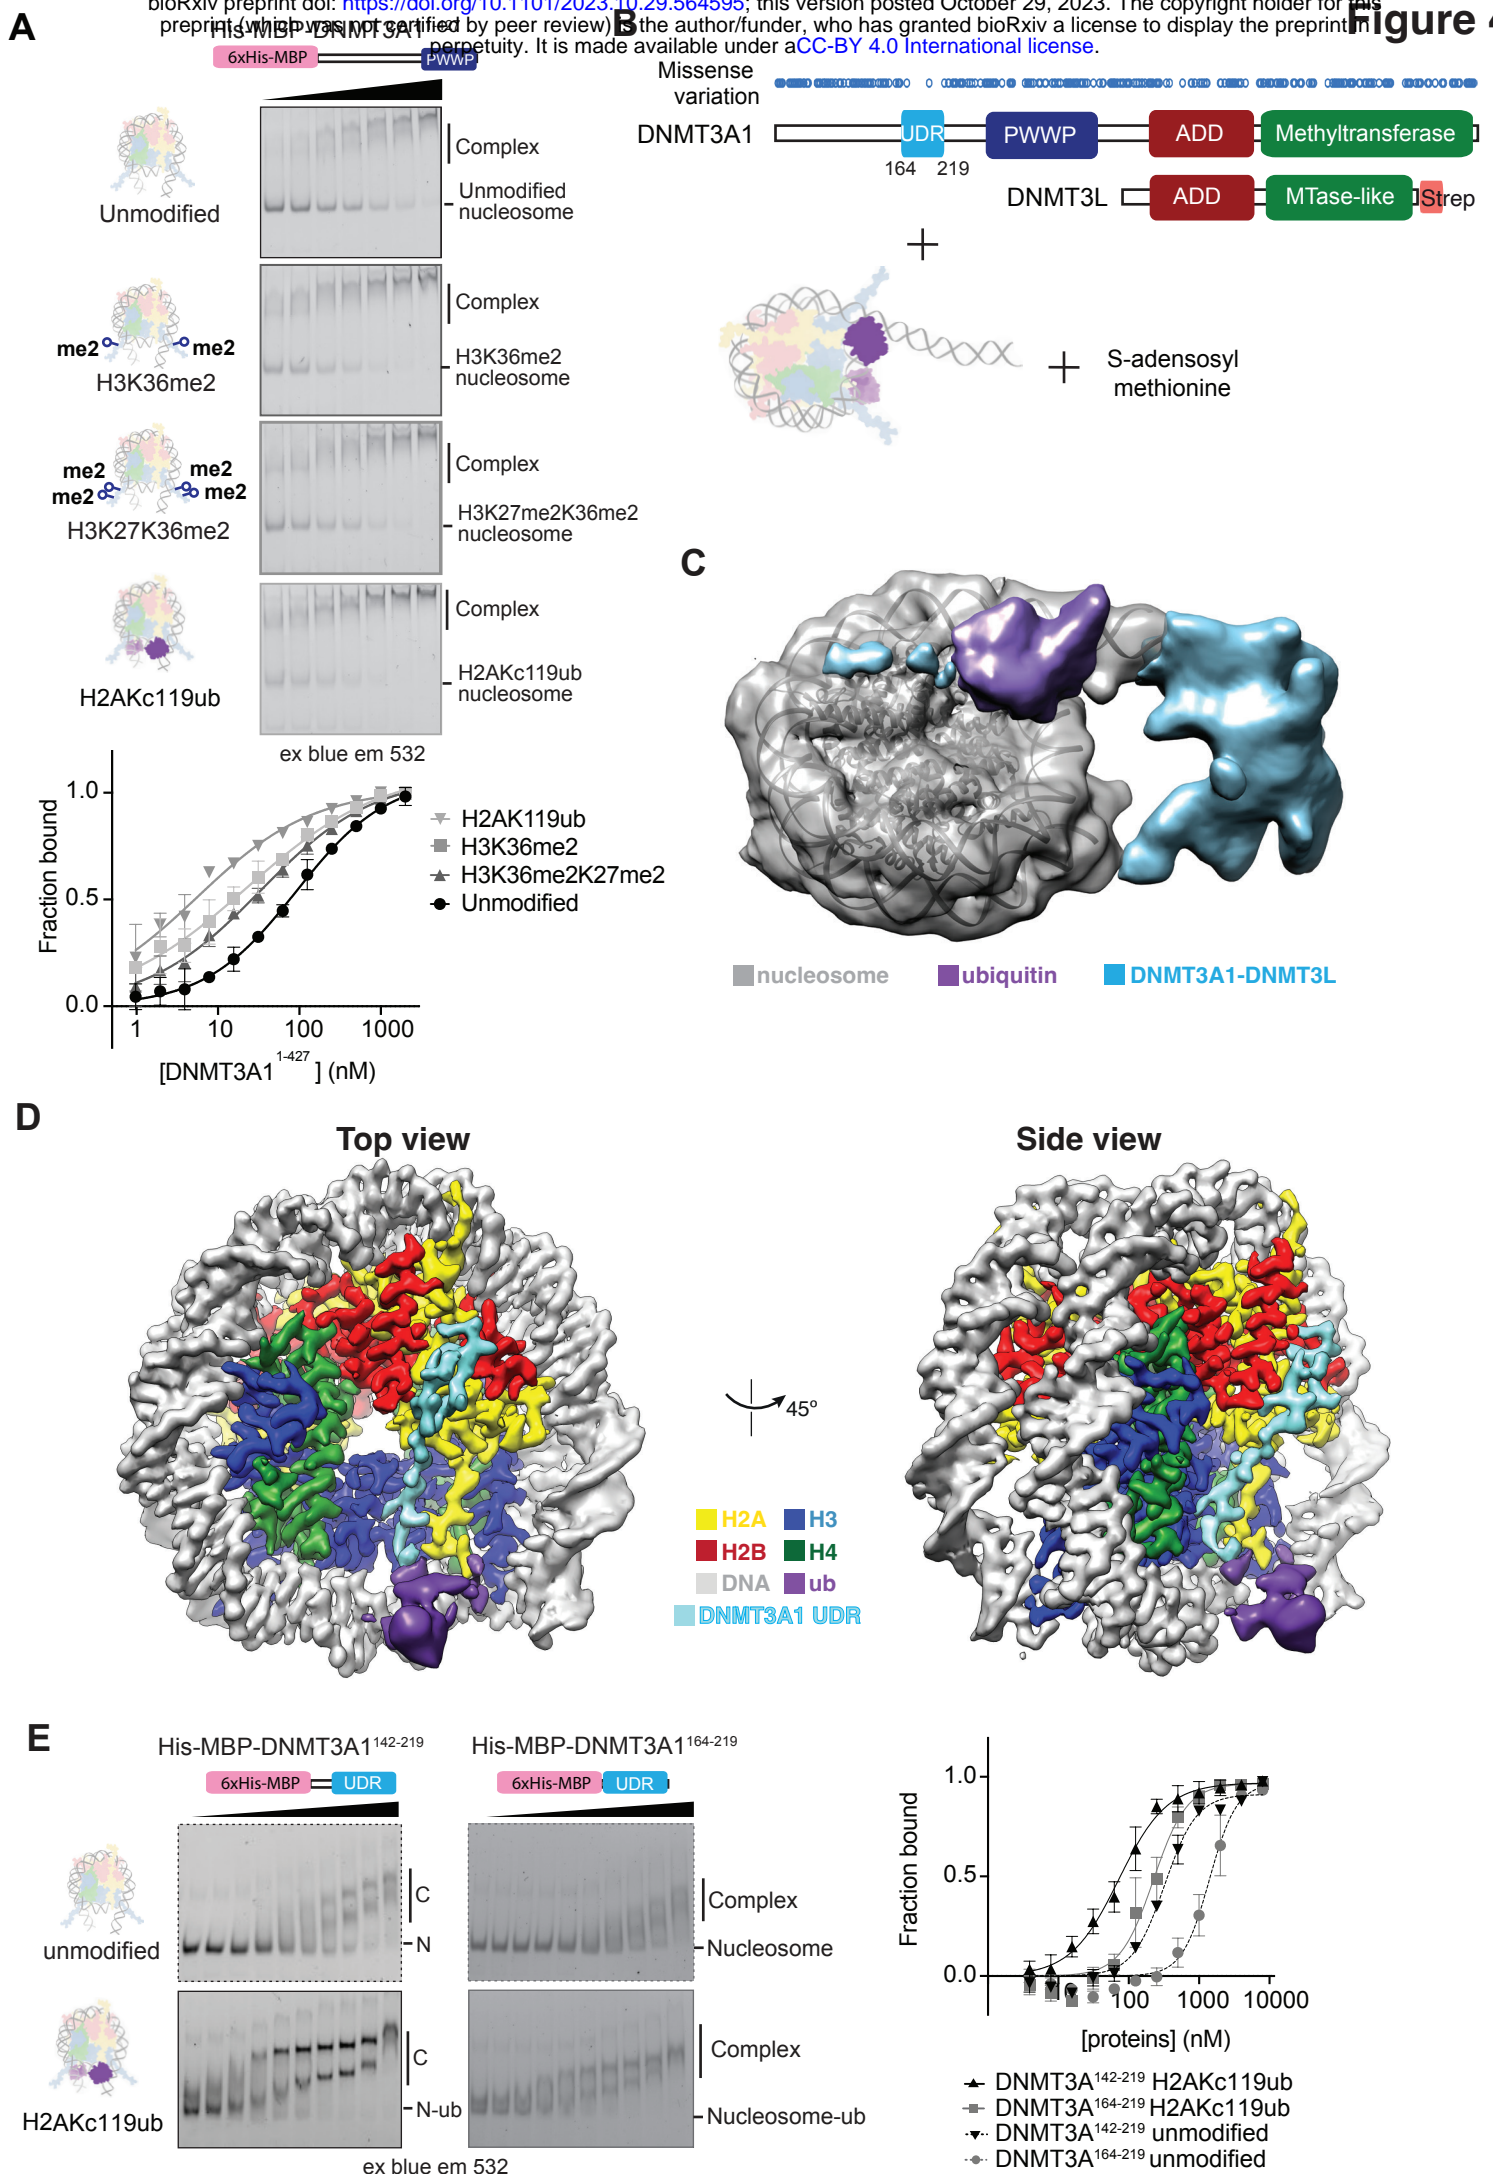 bioRxiv preprint doi: https://doi.org/10.1101/2023.10.29.564595; this version posted October 29, 2023. The copyright holder for this
preprint (which was not certified by peer review) is the author/funder, who has granted bioRxiv a license to display the preprint in
perpetuity. It is made available under aCC-BY 4.0 International license.
Figure 4
A
His-MBP-DNMT3A1
6xHis-MBP
PWWP
Unmodified
Complex
Unmodified
nucleosome
me2
me2
H3K36me2
Complex
H3K36me2
nucleosome
me2
me2
me2
me2
H3K27K36me2
Complex
H3K27me2K36me2
nucleosome
H2AKc119ub
Complex
H2AKc119ub
nucleosome
ex blue em 532
Fraction bound
1.0
0.5
0.0
1
10
100
1000
[DNMT3A1 1-427 ] (nM)
H2AK119ub
H3K36me2
H3K36me2K27me2
Unmodified
B
Missense
variation
DNMT3A1
UDR
PWWP
ADD
Methyltransferase
164
219
DNMT3L
ADD
MTase-like
Strep
+
+
S-adensosyl
methionine
C
nucleosome
ubiquitin
DNMT3A1-DNMT3L
D
Top view
Side view
45º
H2A
H3
H2B
H4
DNA
ub
DNMT3A1 UDR
E
His-MBP-DNMT3A1 142-219
6xHis-MBP
UDR
His-MBP-DNMT3A1 164-219
6xHis-MBP
UDR
unmodified
C
N
Complex
Nucleosome
H2AKc119ub
C
N-ub
Complex
Nucleosome-ub
ex blue em 532
Fraction bound
1.0
0.5
0.0
100
1000
10000
[proteins] (nM)
DNMT3A142-219 H2AKc119ub
DNMT3A164-219 H2AKc119ub
DNMT3A142-219 unmodified
DNMT3A164-219 unmodified